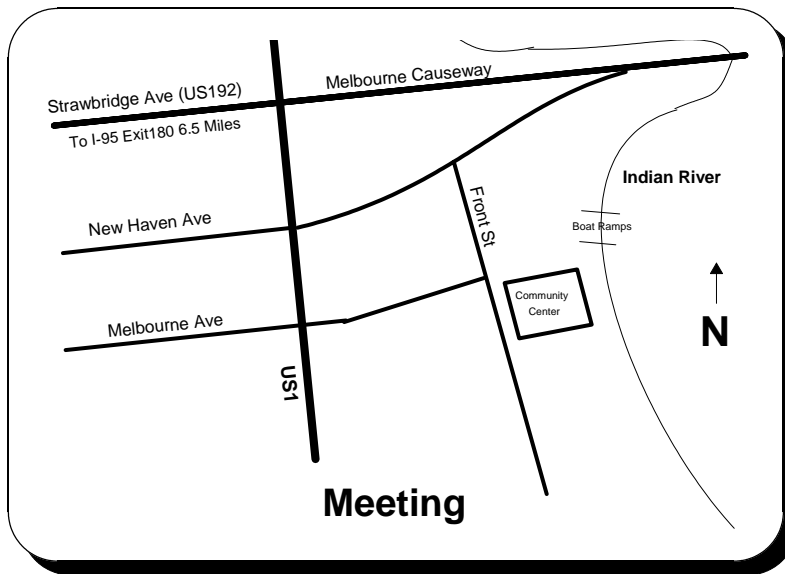 Strawbridge Ave (US192)
Melbourne Causeway
To I-95 Exit180 6.5 Miles
Indian River
New Haven Ave
Front St
Boat Ramps
Community
Center
Melbourne Ave
N
US1
Meeting